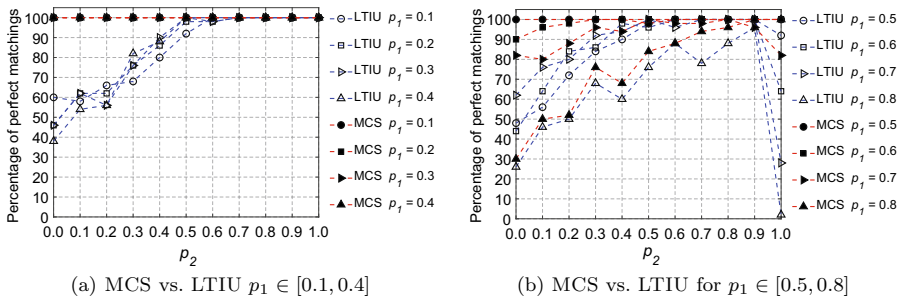 Percentage of perfect matchings
100
90
80
70
60
50
40
30
20
10
0
0.0 0.1 0.2 0.3 0.4 0.5 0.6 0.7 0.8 0.9 1.0
p2
LTIU p1 = 0.1
LTIU p1 = 0.2
LTIU p1 = 0.3
LTIU p1 = 0.4
MCS p1 = 0.1
MCS p1 = 0.2
MCS p1 = 0.3
MCS p1 = 0.4
(a) MCS vs. LTIU p1 ∈ [0.1, 0.4]
Percentage of perfect matchings
100
90
80
70
60
50
40
30
20
10
0
0.0 0.1 0.2 0.3 0.4 0.5 0.6 0.7 0.8 0.9 1.0
p2
LTIU p1 = 0.5
LTIU p1 = 0.6
LTIU p1 = 0.7
LTIU p1 = 0.8
MCS p1 = 0.5
MCS p1 = 0.6
MCS p1 = 0.7
MCS p1 = 0.8
(b) MCS vs. LTIU for p1 ∈ [0.5, 0.8]